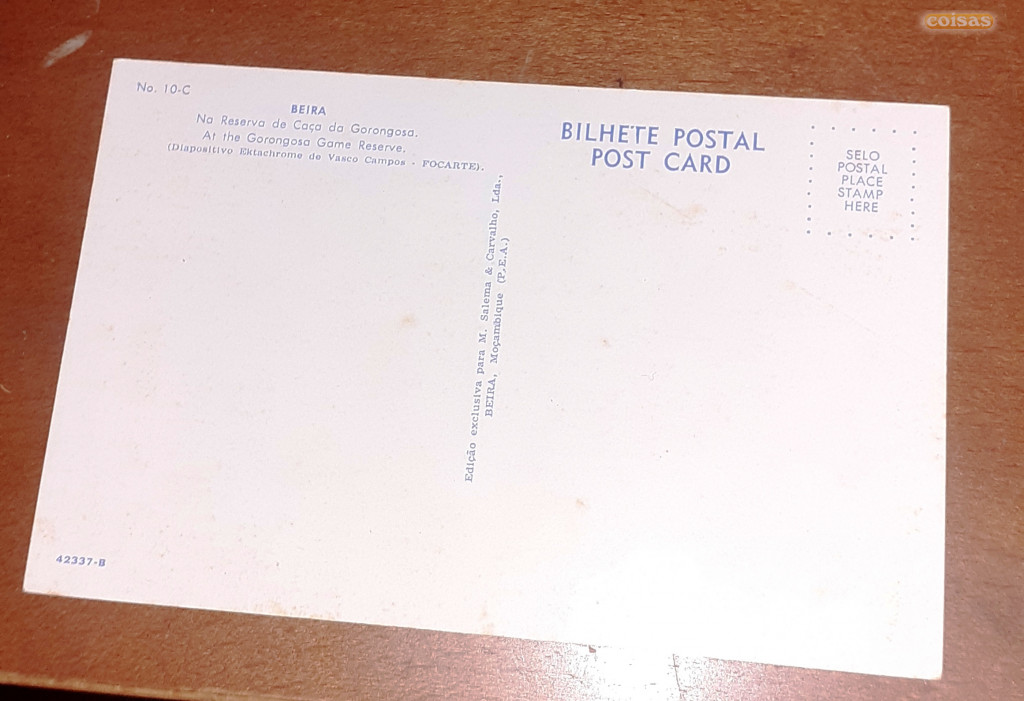 coisas
No. 10-C
BEIRA
Na Reserva de Caça da Gorongosa.
At the Gorongosa Game Reserve.
(Diapositivo Ektachrome de Vasco Campos - FOCARTE).
BILHETE POSTAL
POST CARD
SELO
POSTAL
PLACE
STAMP
HERE
Edição exclusiva para M. Salema & Carvalho, Lda.,
BEIRA, Moçambique (P.E.A.)
42337-B